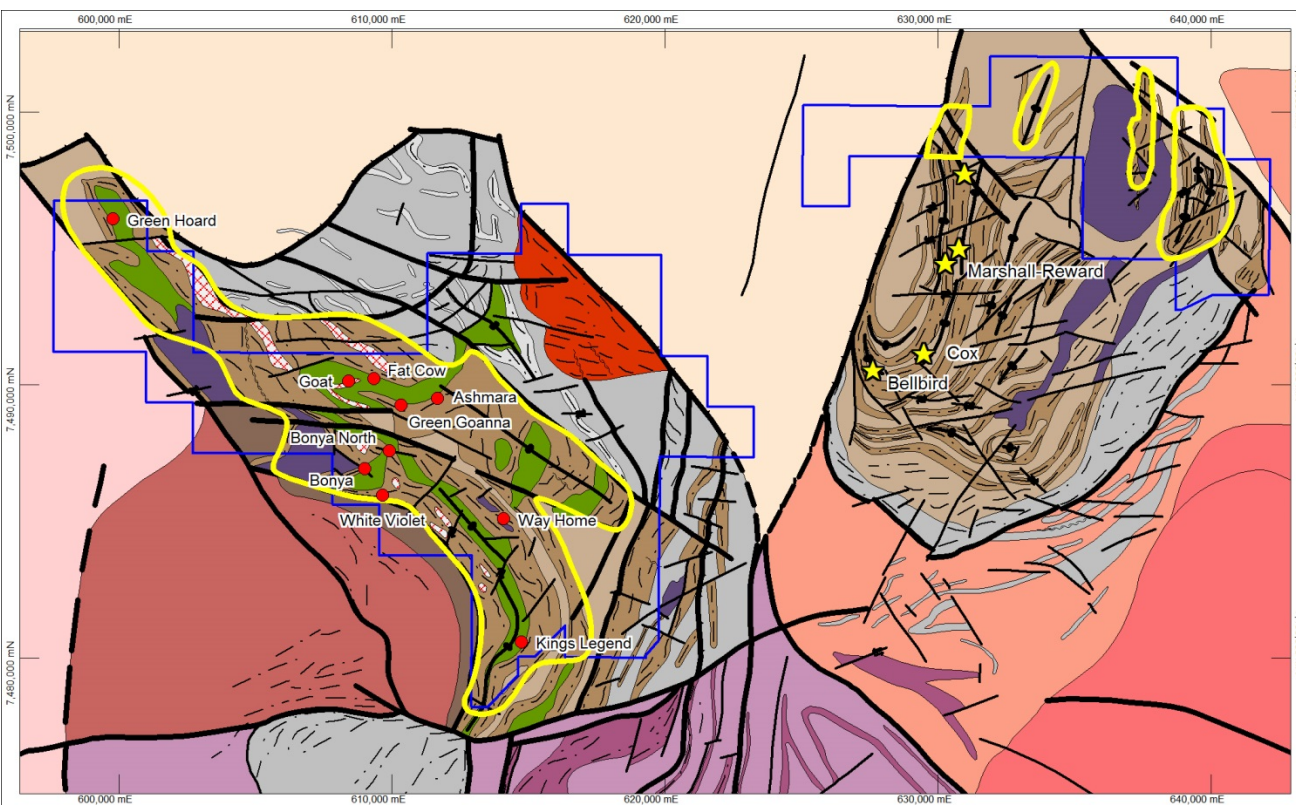 600,000 mE
610,000 mE
620,000 mE
630,000 mE
640,000 mE
7,500,000 mN
7,490,000 mN
7,480,000 mN
Green Hoard
Marshall-Reward
Cox
Bellbird
Fat Cow
Goat
Ashmara
Green Goanna
Bonya North
Bonya
White Violet
Way Home
Kings Legend
600,000 mE
610,000 mE
620,000 mE
630,000 mE
640,000 mE